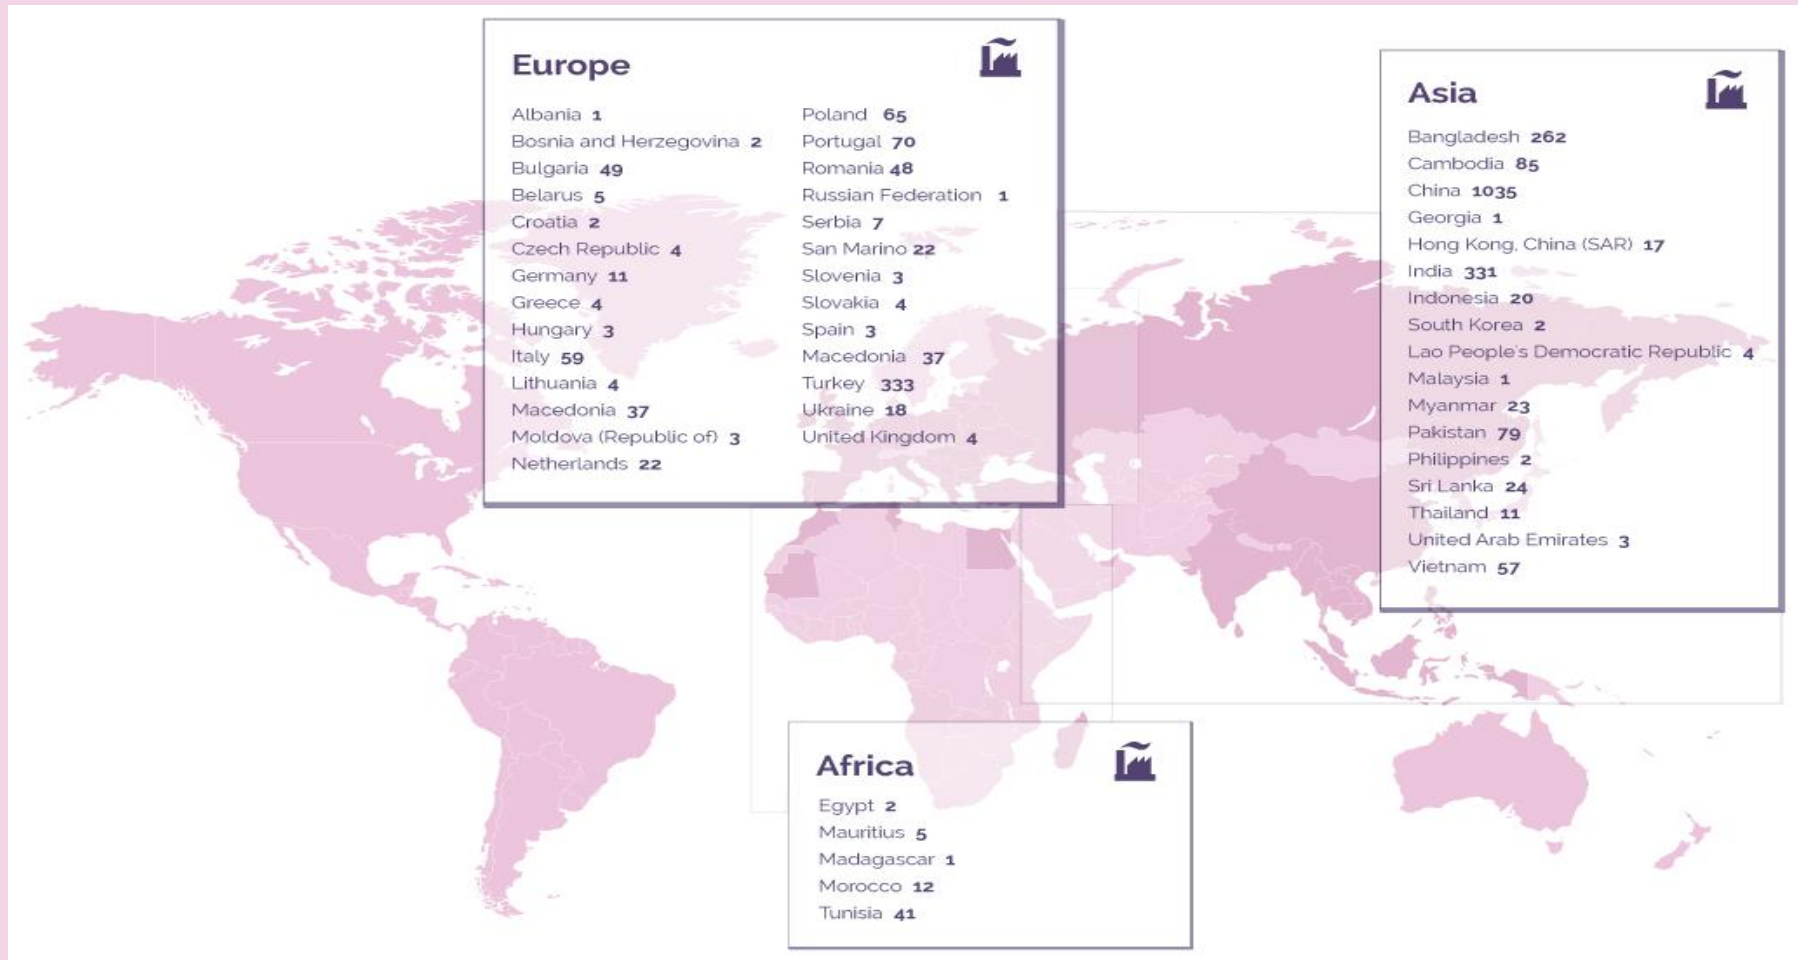 Europe
Albania 1
Bosnia and Herzegovina 2
Bulgaria 49
Belarus 5
Croatia 2
Czech Republic 4
Germany 11
Greece 4
Hungary 3
Italy 59
Lithuania 4
Macedonia 37
Moldova (Republic of) 3
Netherlands 22
Poland 65
Portugal 70
Romania 48
Russian Federation 1
Serbia 7
San Marino 22
Slovenia 3
Slovakia 4
Spain 3
Macedonia 37
Turkey 333
Ukraine 18
United Kingdom 4
Asia
Bangladesh 262
Cambodia 85
China 1035
Georgia 1
Hong Kong, China (SAR) 17
India 331
Indonesia 20
South Korea 2
Lao People's Democratic Republic 4
Malaysia 1
Myanmar 23
Pakistan 79
Philippines 2
Sri Lanka 24
Thailand 11
United Arab Emirates 3
Vietnam 57
Africa
Egypt 2
Mauritius 5
Madagascar 1
Morocco 12
Tunisia 41